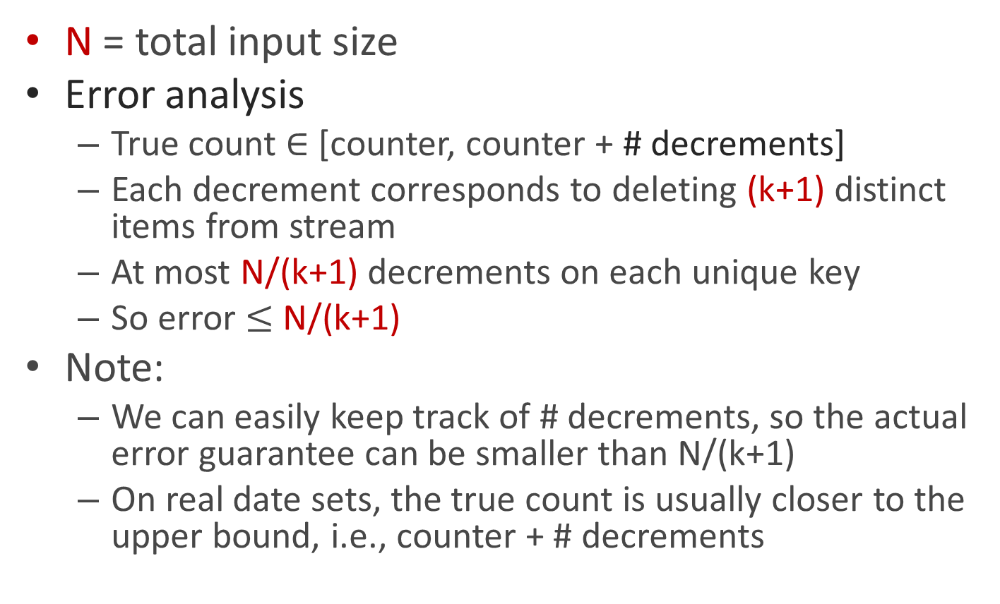 • N = total input size
• Error analysis
– True count ∈ [counter, counter + # decrements]
– Each decrement corresponds to deleting (k+1) distinct
items from stream
– At most N/(k+1) decrements on each unique key
– So error ≤ N/(k+1)
• Note:
– We can easily keep track of # decrements, so the actual
error guarantee can be smaller than N/(k+1)
– On real date sets, the true count is usually closer to the
upper bound, i.e., counter + # decrements